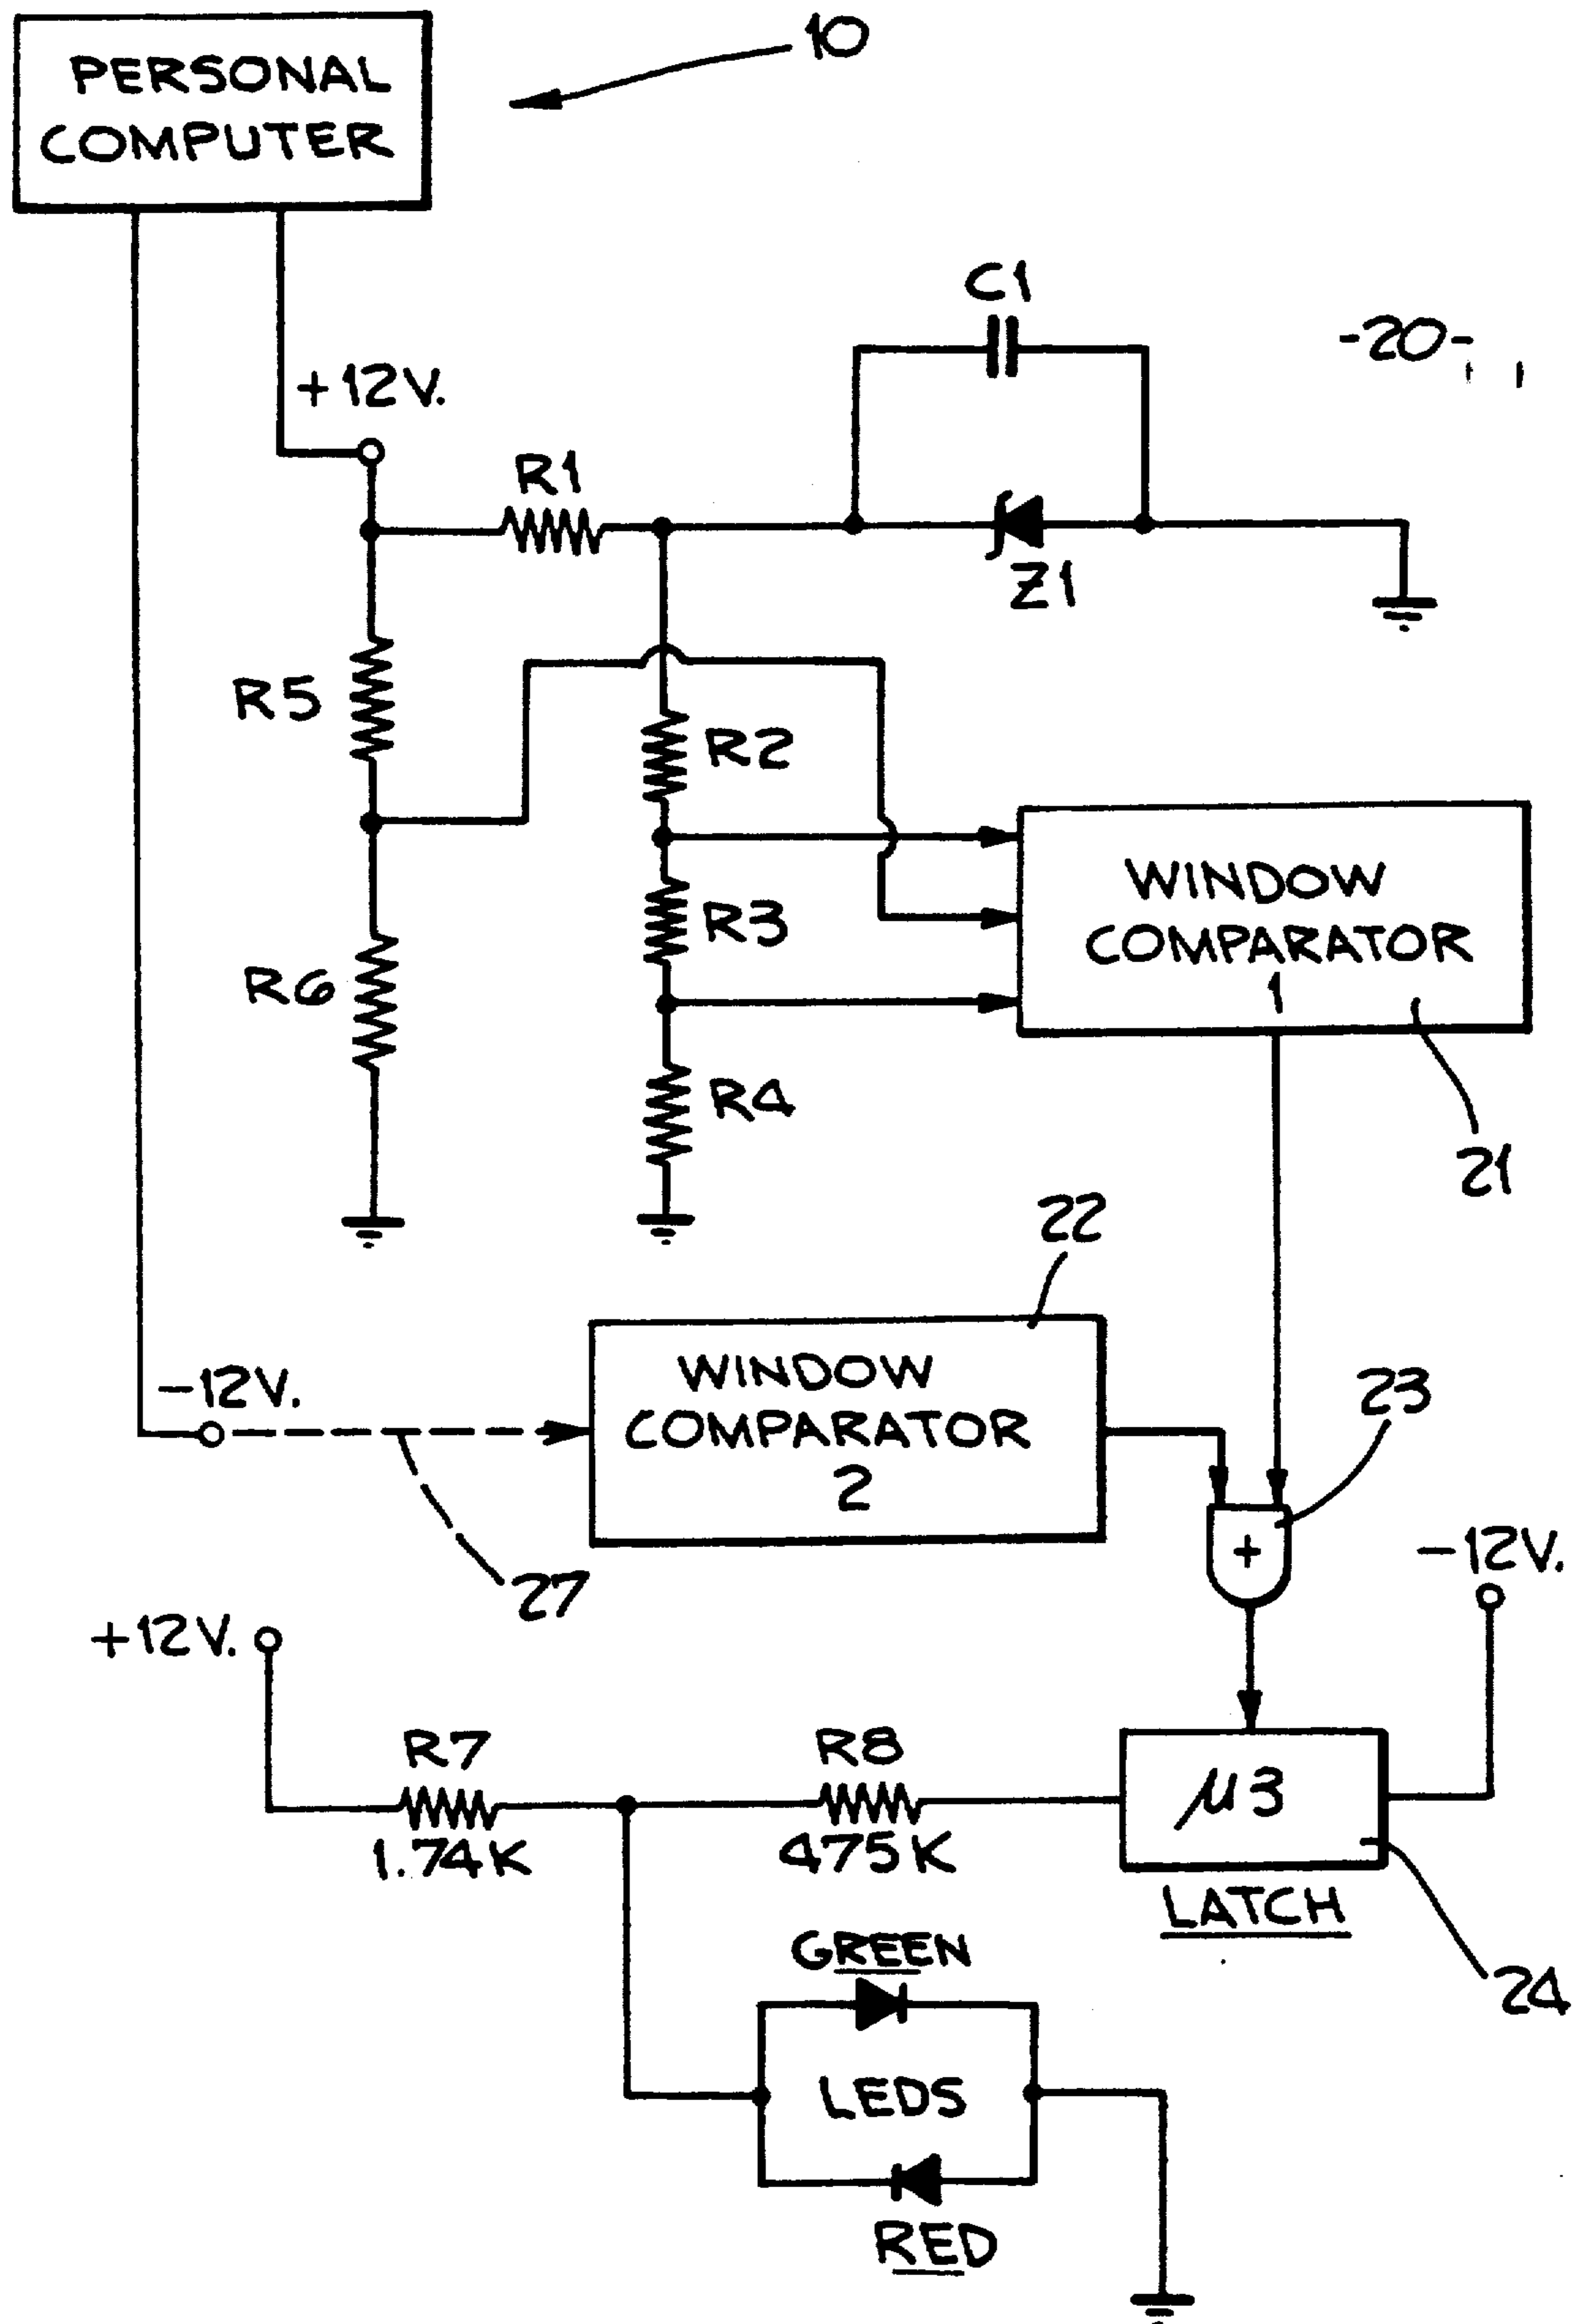 PERSONAL
COMPUTER
10
C1
-20-
+12V.
R1
Z1
R5
R2
WINDOW
COMPARATOR
1
R3
R6
R4
21
22
-12V.
WINDOW
COMPARATOR
2
23
+
27
-12V.
+12V.
R7
1.74K
R8
475K
µ3
LATCH
24
GREEN
LEDS
RED